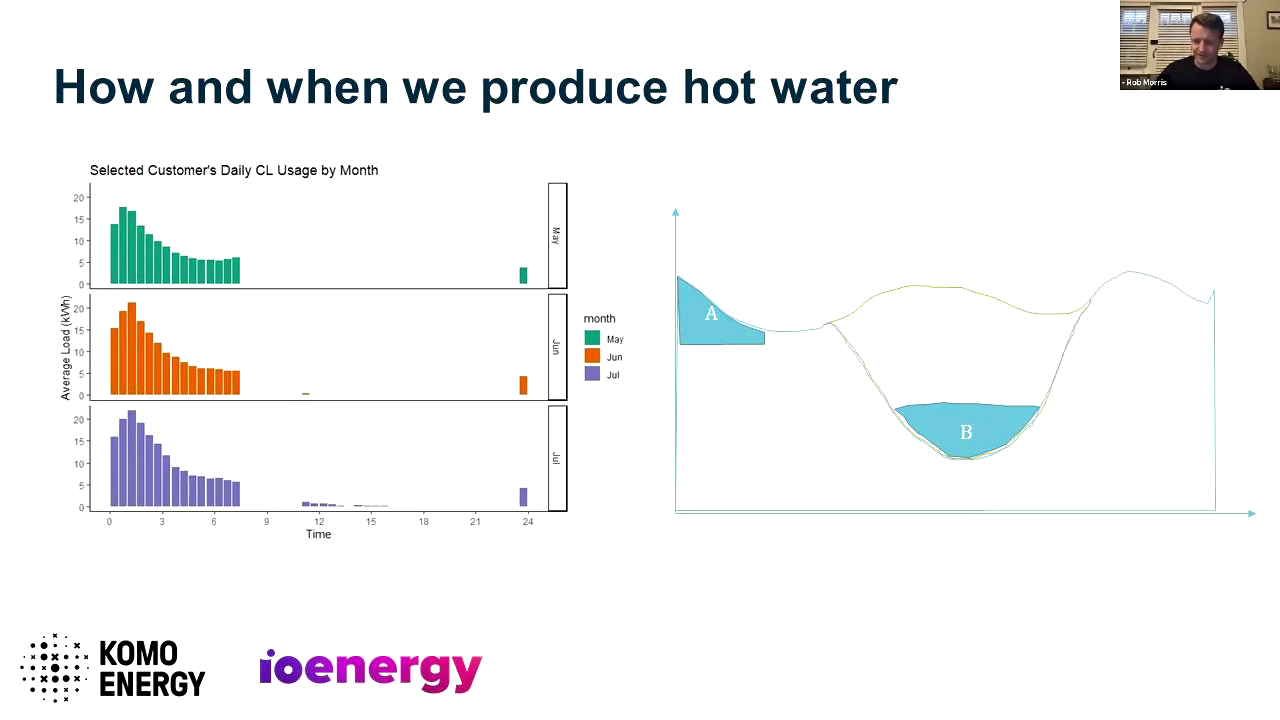 How and when we produce hot water
- Rob Morris
Selected Customer's Daily CL Usage by Month
Average Load (kWh)
20
15
10
5
0
May
20
15
10
5
0
Jun
20
15
10
5
0
Jul
0 3 6 9 12 15 18 21 24
Time
month
May
Jun
Jul
A
B
KOMO
ENERGY
ioenergy